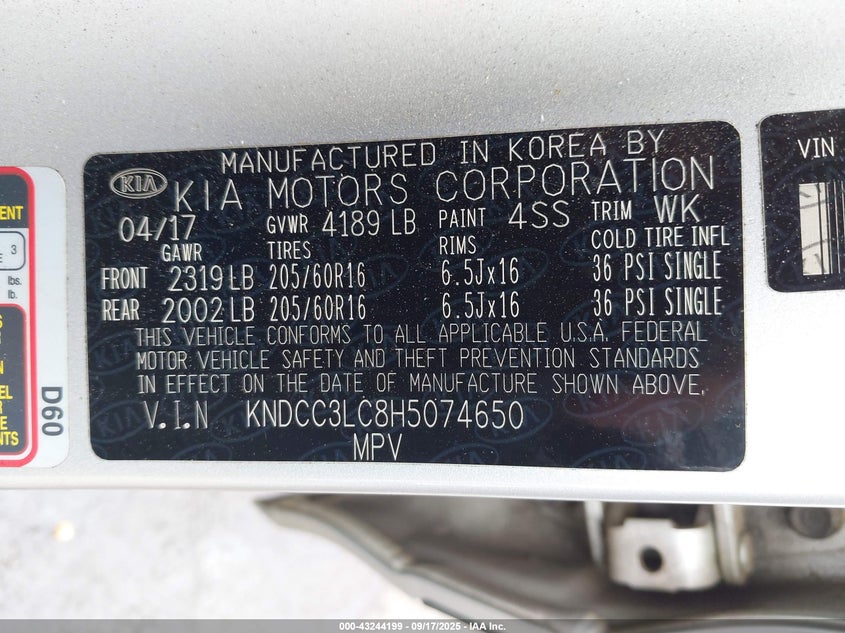 MANUFACTURED IN KOREA BY
KIA KIA MOTORS CORPORATION
04/17 GVWR 4189 LB PAINT 4SS TRIM WK
GAWR TIRES RIMS COLD TIRE INFL
FRONT 2319 LB 205/60R16 6.5Jx16 36 PSI SINGLE
REAR 2002 LB 205/60R16 6.5Jx16 36 PSI SINGLE
THIS VEHICLE CONFORMS TO ALL APPLICABLE U.S.A. FEDERAL
MOTOR VEHICLE SAFETY AND THEFT PREVENTION STANDARDS
IN EFFECT ON THE DATE OF MANUFACTURE SHOWN ABOVE.
V.I.N KNDCC3LC8H5074650
MPV
3
lbs.
lb.
D60
VIN
000-43244199 - 09/17/2025 - IAA Inc.